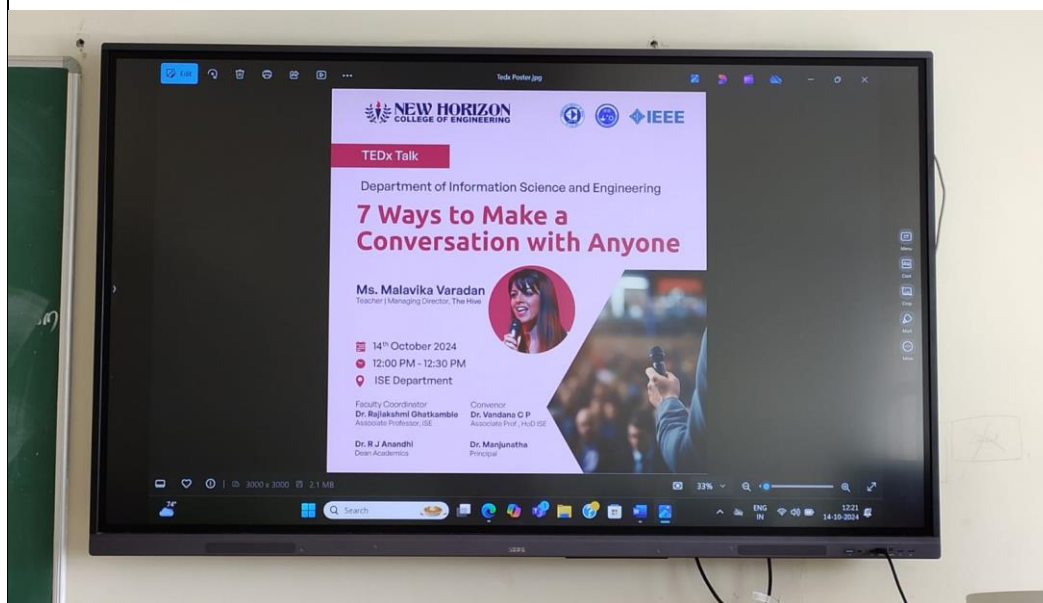 Edit
Tedx Poster.jpg
NEW HORIZON
COLLEGE OF ENGINEERING
IEEE
TEDx Talk
Department of Information Science and Engineering
7 Ways to Make a
Conversation with Anyone
Ms. Malavika Varadan
Teacher | Managing Director, The Hive
14th October 2024
12:00 PM - 12:30 PM
ISE Department
Faculty Coordinator
Dr. Rajlakshmi Ghatkamble
Associate Professor, ISE
Convenor
Dr. Vandana C P
Associate Prof., HoD ISE
Dr. R J Anandhi
Dean Academics
Dr. Manjunatha
Principal
Menu
3000 x 3000
2.1 MB
33%
74°
Search
ENG
IN
12:21
14-10-2024